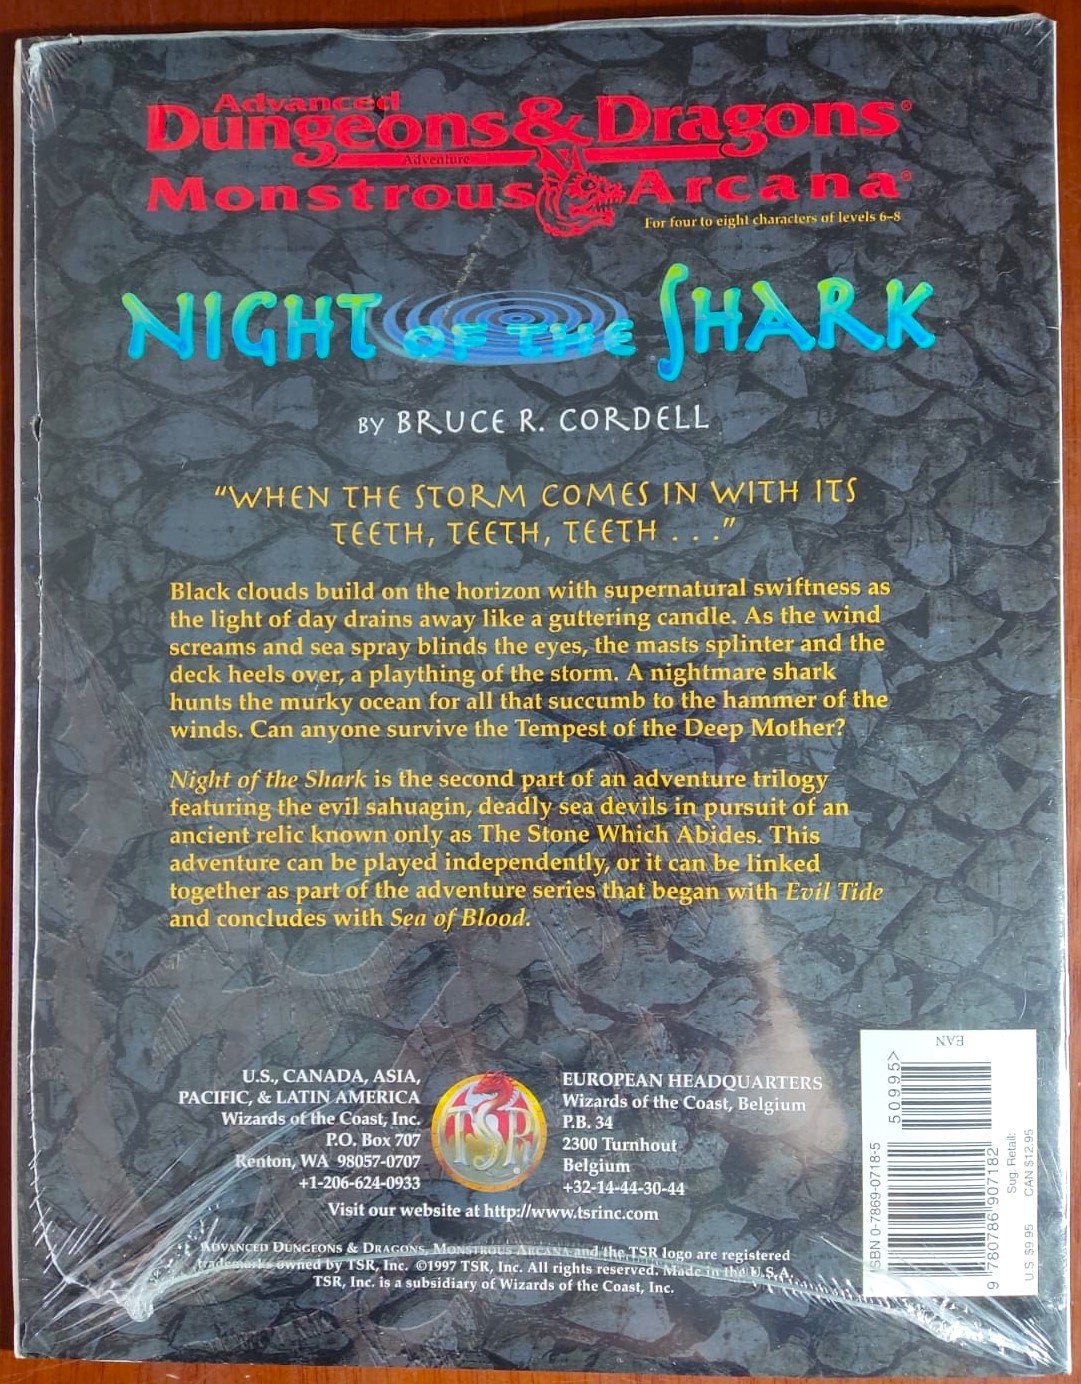 Advanced
Dungeons & Dragons®
Adventure
Monstrous Arcana®
For four to eight characters of levels 6–8
NIGHT OF THE SHARK
BY BRUCE R. CORDELL
“WHEN THE STORM COMES IN WITH ITS
TEETH, TEETH, TEETH . . .”
Black clouds build on the horizon with supernatural swiftness as
the light of day drains away like a guttering candle. As the wind
screams and sea spray blinds the eyes, the masts splinter and the
deck heels over, a plaything of the storm. A nightmare shark
hunts the murky ocean for all that succumb to the hammer of the
winds. Can anyone survive the Tempest of the Deep Mother?
Night of the Shark is the second part of an adventure trilogy
featuring the evil sahuagin, deadly sea devils in pursuit of an
ancient relic known only as The Stone Which Abides. This
adventure can be played independently, or it can be linked
together as part of the adventure series that began with Evil Tide
and concludes with Sea of Blood.
U.S., CANADA, ASIA,
PACIFIC, & LATIN AMERICA
Wizards of the Coast, Inc.
P.O. Box 707
Renton, WA 98057-0707
+1-206-624-0933
TSR®
EUROPEAN HEADQUARTERS
Wizards of the Coast, Belgium
P.B. 34
2300 Turnhout
Belgium
+32-14-44-30-44
Visit our website at http://www.tsrinc.com
ADVANCED DUNGEONS & DRAGONS, MONSTROUS ARCANA and the TSR logo are registered
trademarks owned by TSR, Inc. ©1997 TSR, Inc. All rights reserved. Made in the U.S.A.
TSR, Inc. is a subsidiary of Wizards of the Coast, Inc.
EAN
ISBN 0-7869-0718-5
50995>
9 780786 907182
Sug. Retail:
U.S $9.95 CAN $12.95